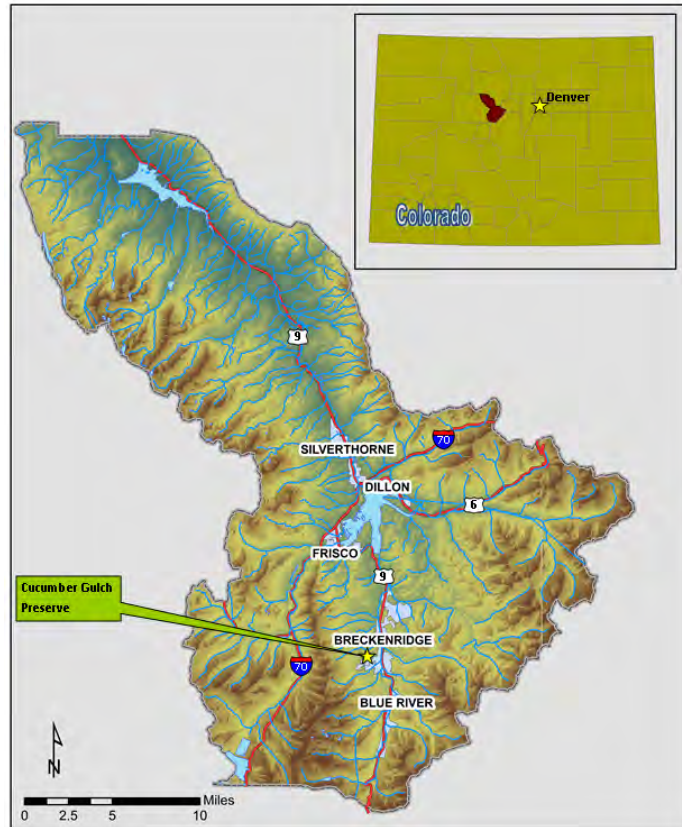 Denver
Colorado
9
SILVERTHORNE
70
DILLON
6
FRISCO
9
Cucumber Gulch
Preserve
BRECKENRIDGE
70
BLUE RIVER
N
Miles
0 2.5 5 10